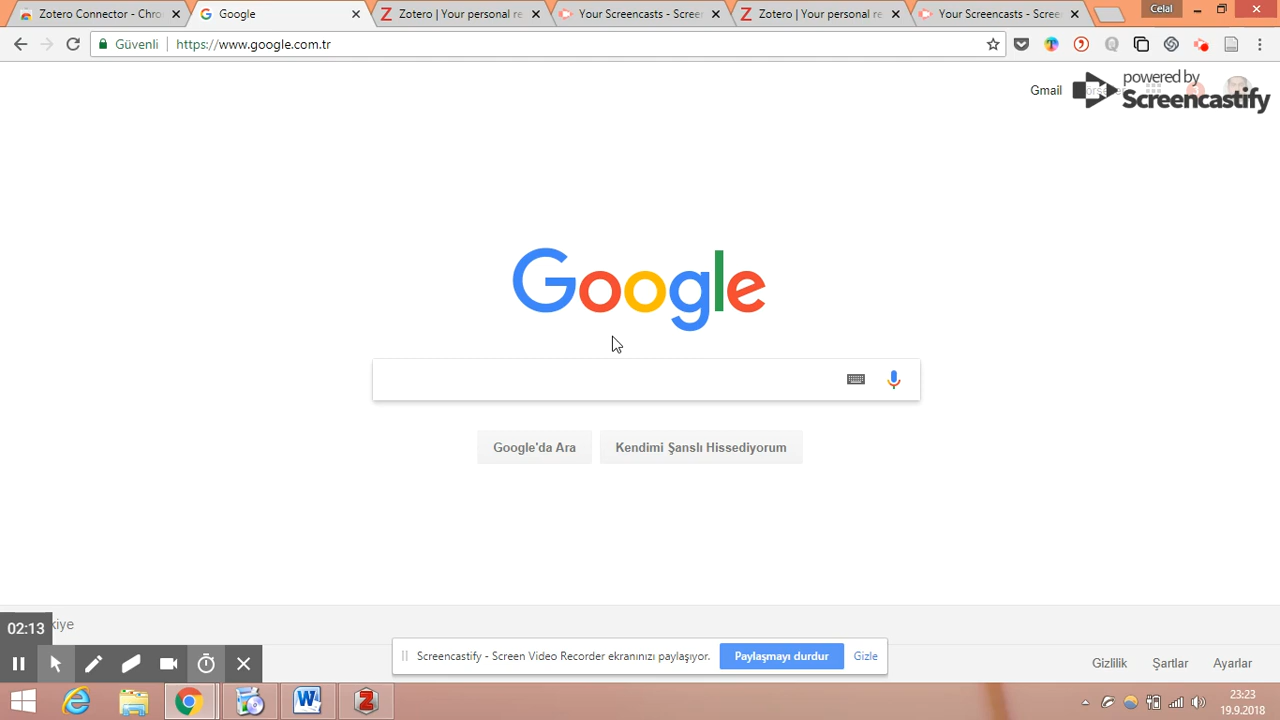 Zotero Connector - Chro
Google
Zotero | Your personal re
Your Screencasts - Scree
Zotero | Your personal re
Your Screencasts - Scree
Celal
Güvenli
https://www.google.com.tr
Gmail
powered by
Screencastify
Google
Google'da Ara
Kendimi Şanslı Hissediyorum
kiye
02:13
Screencastify - Screen Video Recorder ekranınızı paylaşıyor.
Paylaşmayı durdur
Gizle
Gizlilik
Şartlar
Ayarlar
23:23
19.9.2018